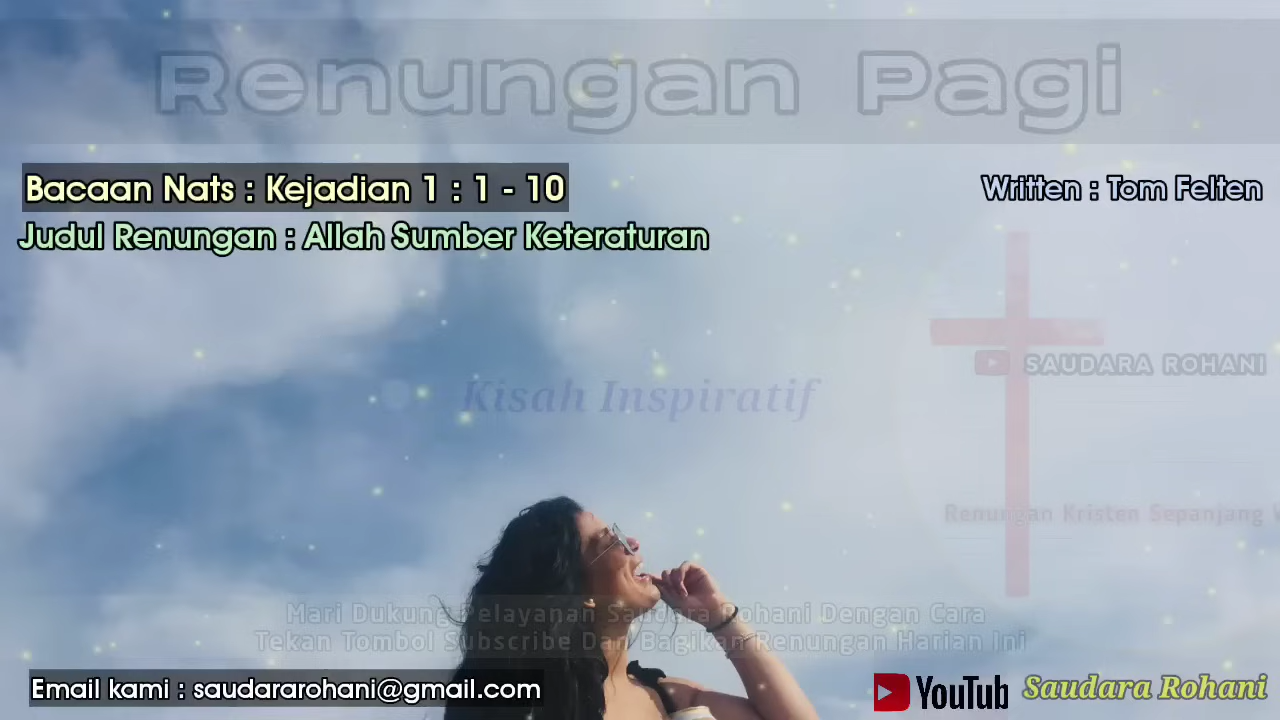 Renungan Pagi
Bacaan Nats : Kejadian 1 : 1 - 10
Written : Tom Felten
Judul Renungan : Allah Sumber Keteraturan
SAUDARA ROHANI
Kisah Inspiratif
Renungan Kristen Sepanjang
Mari Dukung Pelayanan Saudara Rohani Dengan Cara
Tekan Tombol Subscribe Dan Bagikan Renungan Harian Ini
Email kami : saudararohani@gmail.com
YouTub Saudara Rohani